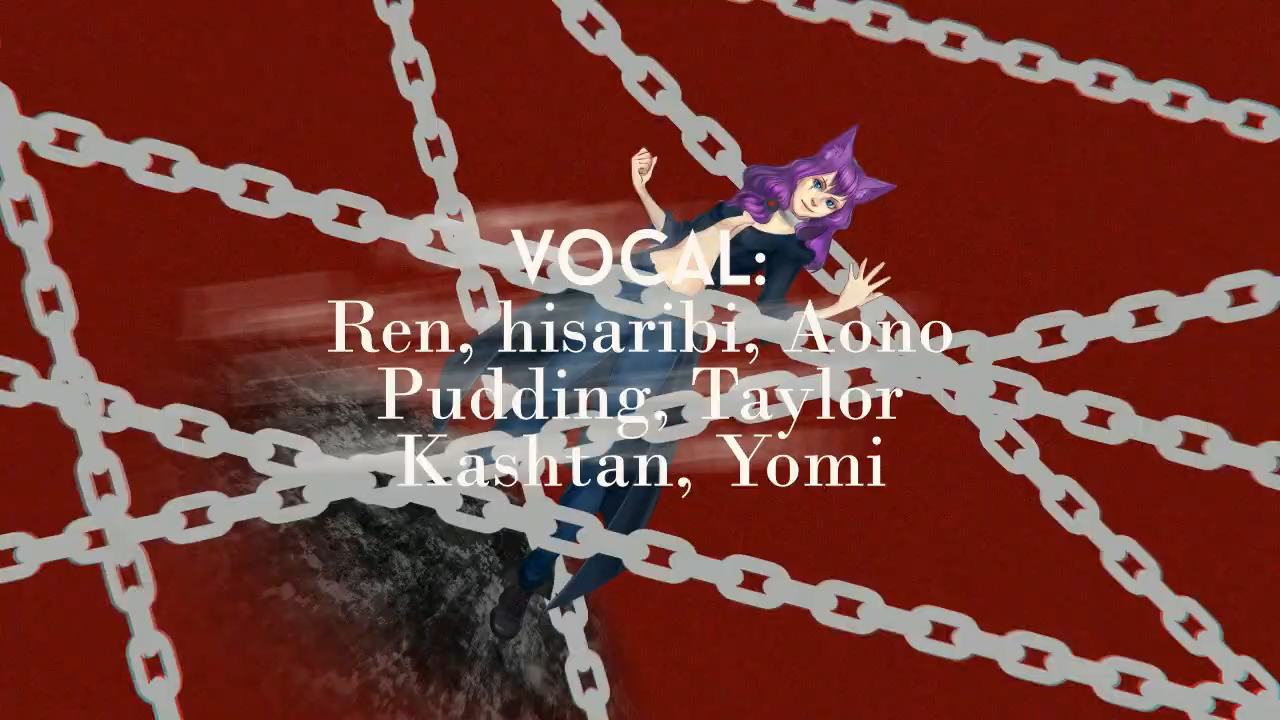 VOCAL:
Ren, hisaribi, Aono
Pudding, Taylor
Kashtan, Yomi